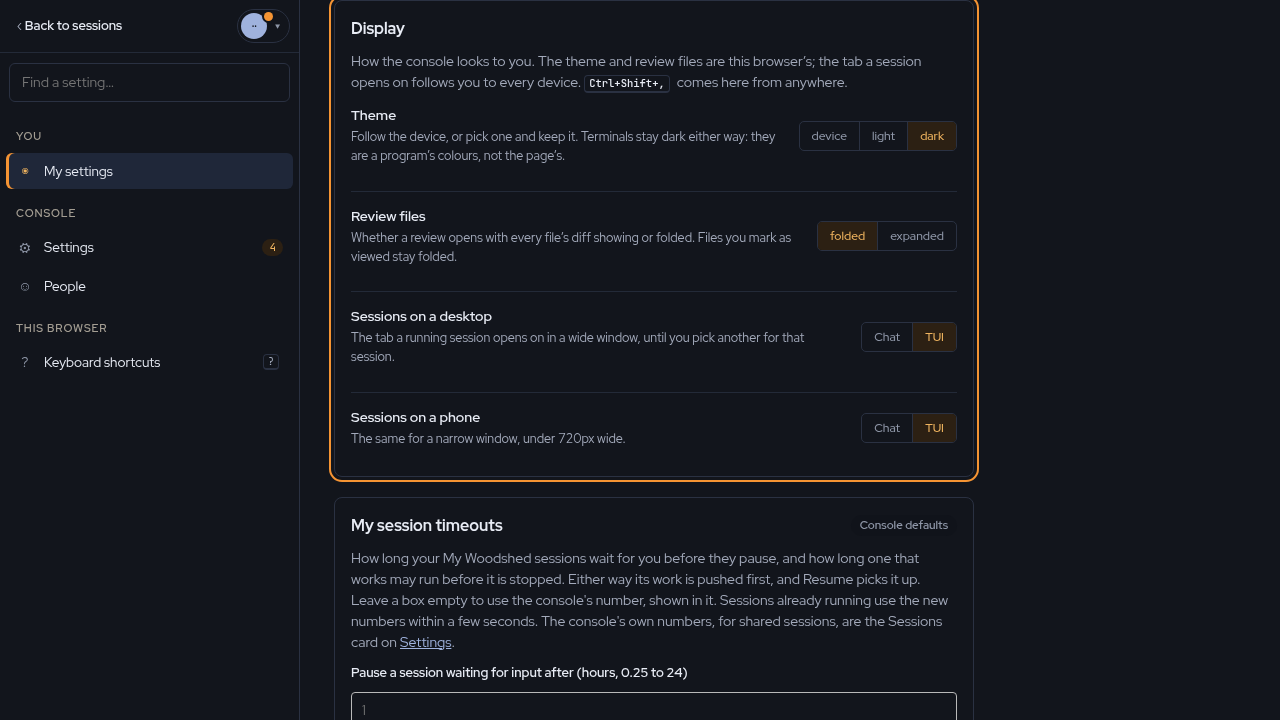 ‹ Back to sessions
▾
Find a setting...
YOU
My settings
CONSOLE
Settings
4
People
THIS BROWSER
? Keyboard shortcuts
?
Display
How the console looks to you. The theme and review files are this browser’s; the tab a session
opens on follows you to every device. Ctrl+Shift+, comes here from anywhere.
Theme
Follow the device, or pick one and keep it. Terminals stay dark either way: they
are a program’s colours, not the page’s.
device light dark
Review files
Whether a review opens with every file’s diff showing or folded. Files you mark as
viewed stay folded.
folded expanded
Sessions on a desktop
The tab a running session opens on in a wide window, until you pick another for that
session.
Chat TUI
Sessions on a phone
The same for a narrow window, under 720px wide.
Chat TUI
My session timeouts
Console defaults
How long your My Woodshed sessions wait for you before they pause, and how long one that
works may run before it is stopped. Either way its work is pushed first, and Resume picks it up.
Leave a box empty to use the console's number, shown in it. Sessions already running use the new
numbers within a few seconds. The console's own numbers, for shared sessions, are the Sessions
card on Settings.
Pause a session waiting for input after (hours, 0.25 to 24)
1